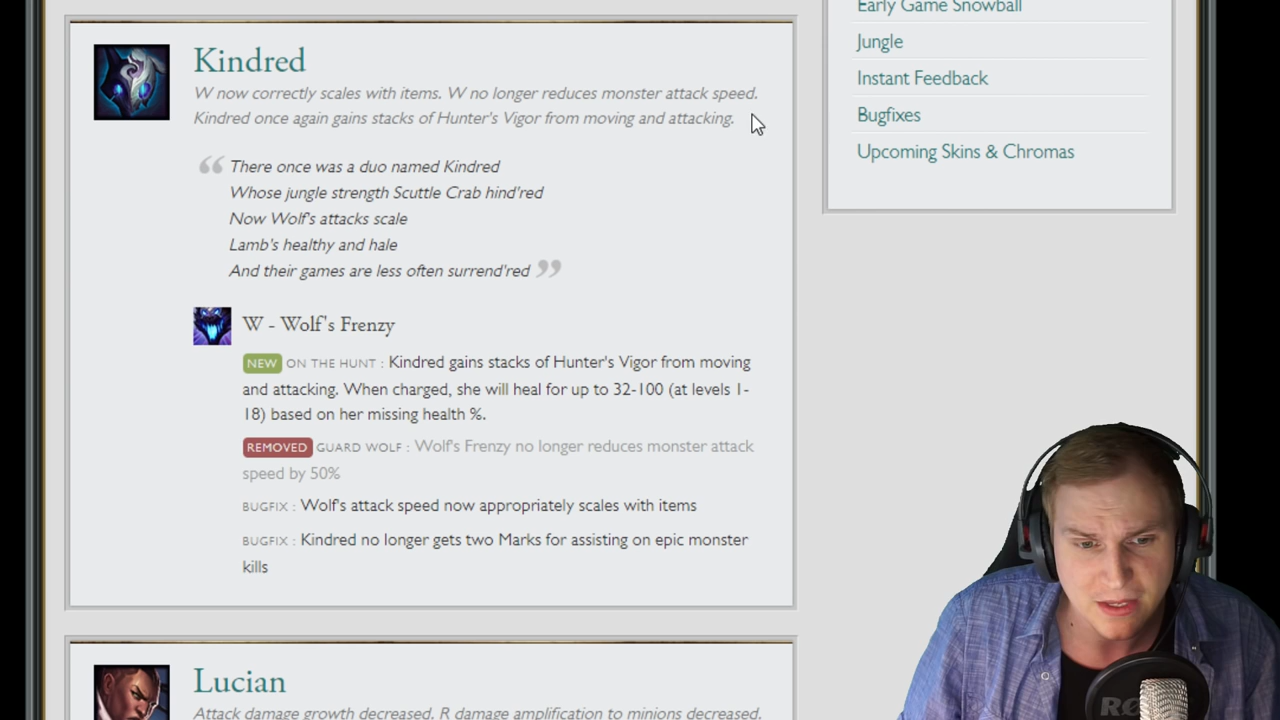 Early Game Snowball
Jungle
Instant Feedback
Bugfixes
Upcoming Skins & Chromas
Kindred
W now correctly scales with items. W no longer reduces monster attack speed.
Kindred once again gains stacks of Hunter's Vigor from moving and attacking.
“ There once was a duo named Kindred
Whose jungle strength Scuttle Crab hind'red
Now Wolf's attacks scale
Lamb's healthy and hale
And their games are less often surrend'red ”
W - Wolf's Frenzy
NEW ON THE HUNT : Kindred gains stacks of Hunter's Vigor from moving
and attacking. When charged, she will heal for up to 32-100 (at levels 1-
18) based on her missing health %.
REMOVED GUARD WOLF : Wolf's Frenzy no longer reduces monster attack
speed by 50%
BUGFIX : Wolf's attack speed now appropriately scales with items
BUGFIX : Kindred no longer gets two Marks for assisting on epic monster
kills
Lucian
Attack damage growth decreased. R damage amplification to minions decreased.